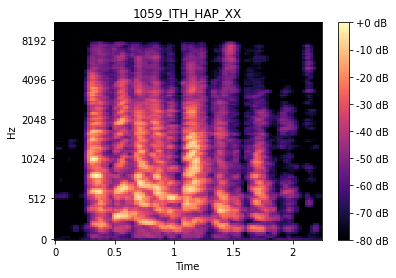 1059_ITH_HAP_XX
Hz
8192
4096
2048
1024
512
0
0
0.5
1
1.5
2
Time
+0 dB
-10 dB
-20 dB
-30 dB
-40 dB
-50 dB
-60 dB
-70 dB
-80 dB